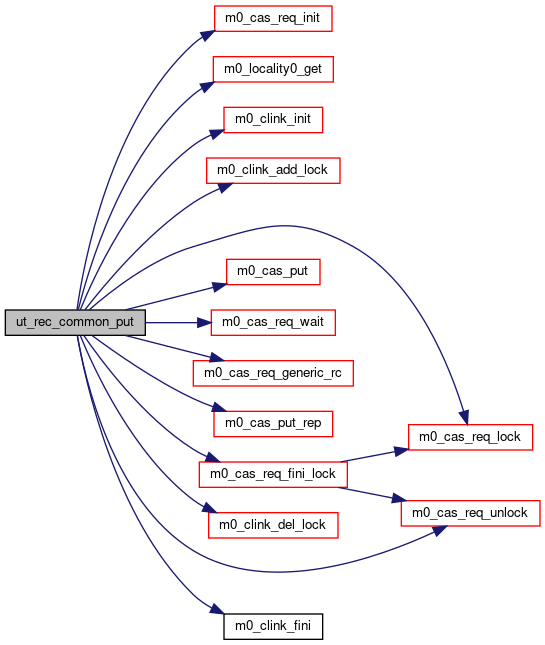 m0_cas_req_init
m0_locality0_get
m0_clink_init
m0_clink_add_lock
m0_cas_put
ut_rec_common_put
m0_cas_req_wait
m0_cas_req_generic_rc
m0_cas_put_rep
m0_cas_req_lock
m0_cas_req_fini_lock
m0_cas_req_unlock
m0_clink_del_lock
m0_clink_fini